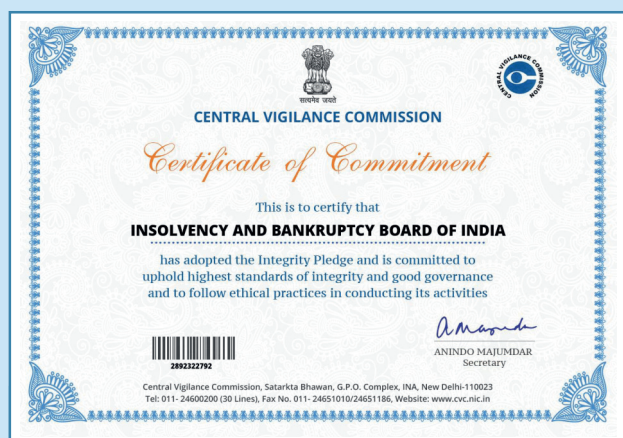 सत्यमेव जयते
CENTRAL VIGILANCE COMMISSION
CENTRAL VIGILANCE COMMISSION
Certificate of Commitment
This is to certify that
INSOLVENCY AND BANKRUPTCY BOARD OF INDIA
has adopted the Integrity Pledge and is committed to
uphold highest standards of integrity and good governance
and to follow ethical practices in conducting its activities
2892322792
ANINDO MAJUMDAR
Secretary
Central Vigilance Commission, Satarkta Bhawan, G.P.O. Complex, INA, New Delhi-110023
Tel: 011- 24600200 (30 Lines), Fax No. 011- 24651010/24651186, Website: www.cvc.nic.in